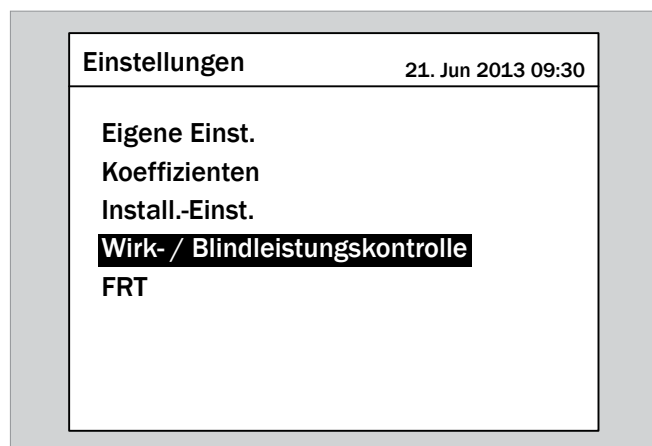 Einstellungen
21. Jun 2013 09:30
Eigene Einst.
Koeffizienten
Install.-Einst.
Wirk- / Blindleistungskontrolle
FRT